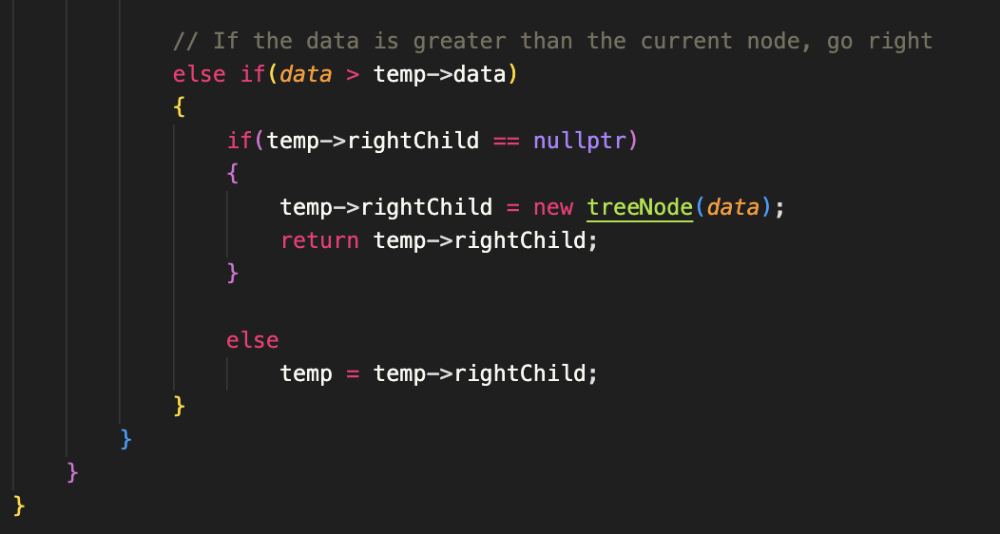 // If the data is greater than the current node, go right
else if(data > temp->data)
{
if(temp->rightChild == nullptr)
{
temp->rightChild = new treeNode(data);
return temp->rightChild;
}
else
temp = temp->rightChild;
}
}
}
}